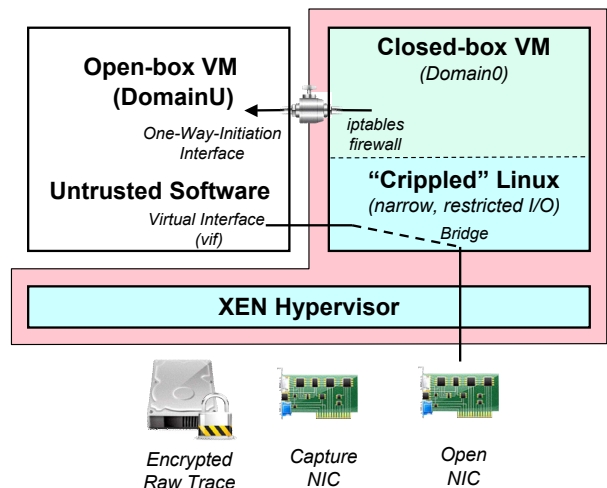 Open-box VM
(DomainU)
One-Way-Initiation
Interface
Untrusted Software
Virtual Interface
(vif)
Closed-box VM
(Domain0)
iptables
firewall
“Crippled” Linux
(narrow, restricted I/O)
Bridge
XEN Hypervisor
Encrypted
Raw Trace
Capture
NIC
Open
NIC